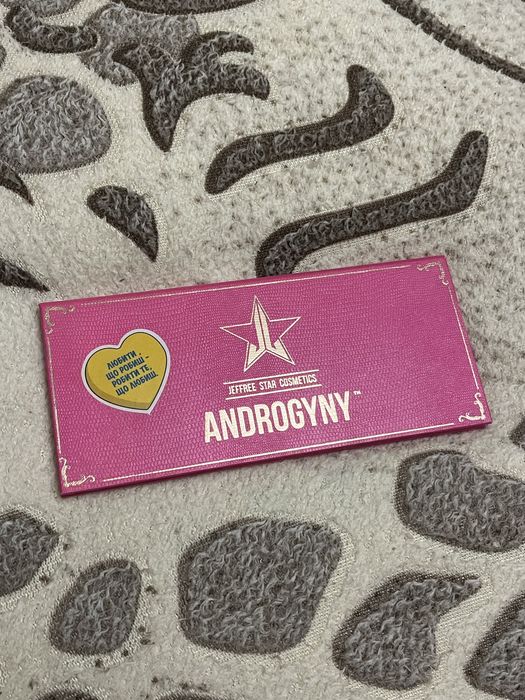 ЛЮБИТИ
ЩО РОБИШ –
РОБИТИ ТЕ,
ЩО ЛЮБИШ.
JEFFREE STAR COSMETICS
ANDROGYNY™